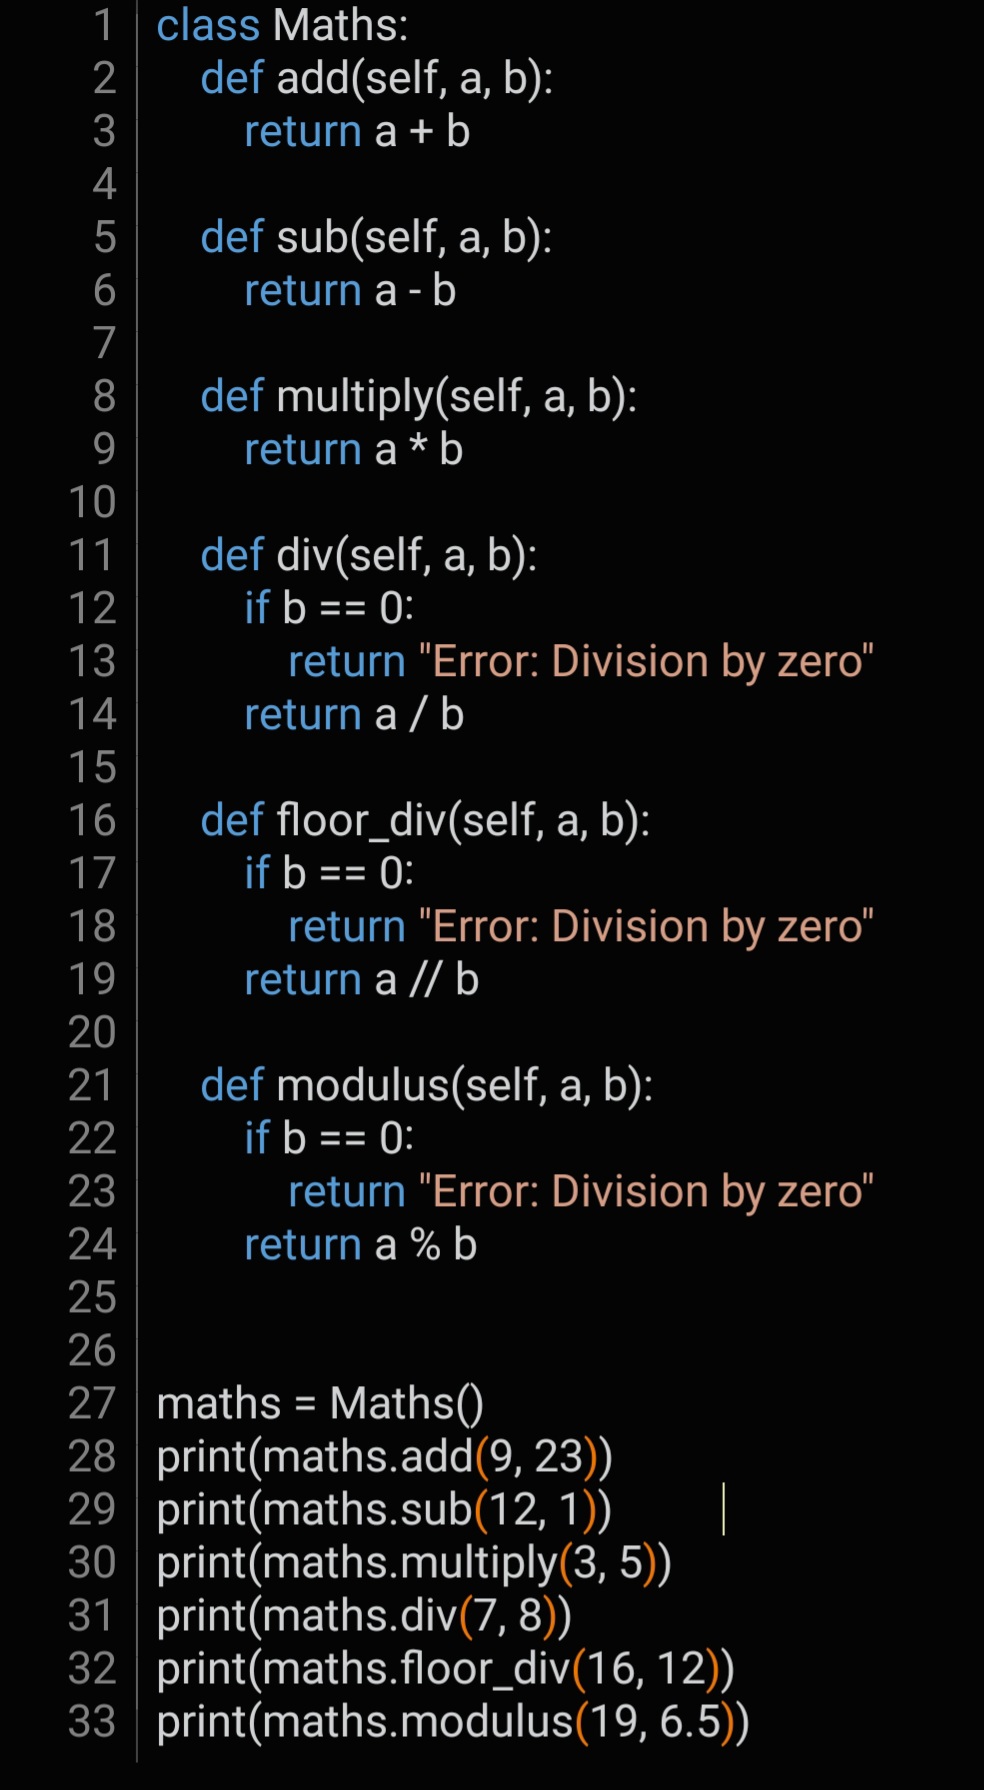 1 class Maths:
2 def add(self, a, b):
3 return a + b
4
5 def sub(self, a, b):
6 return a - b
7
8 def multiply(self, a, b):
9 return a * b
10
11 def div(self, a, b):
12 if b == 0:
13 return "Error: Division by zero"
14 return a / b
15
16 def floor_div(self, a, b):
17 if b == 0:
18 return "Error: Division by zero"
19 return a // b
20
21 def modulus(self, a, b):
22 if b == 0:
23 return "Error: Division by zero"
24 return a % b
25
26
27 maths = Maths()
28 print(maths.add(9, 23))
29 print(maths.sub(12, 1))
30 print(maths.multiply(3, 5))
31 print(maths.div(7, 8))
32 print(maths.floor_div(16, 12))
33 print(maths.modulus(19, 6.5))